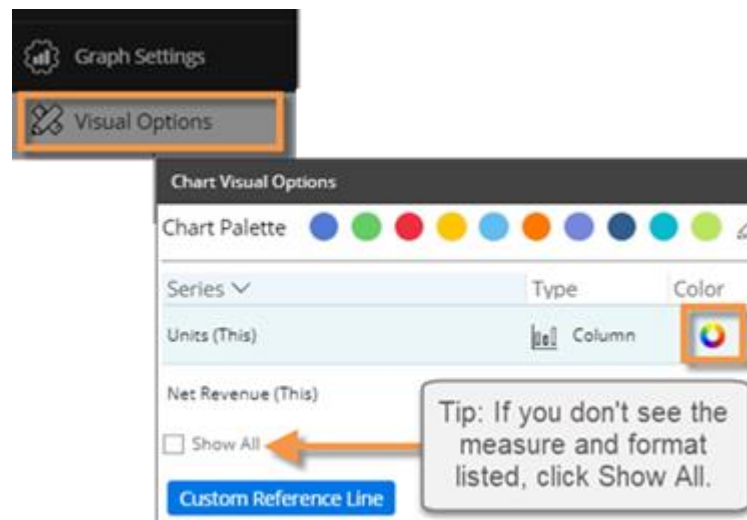 Graph Settings
Visual Options
Chart Visual Options
Chart Palette
Series Type Color
Units (This) Column
Net Revenue (This)
Show All
Tip: If you don't see the
measure and format
listed, click Show All.
Custom Reference Line